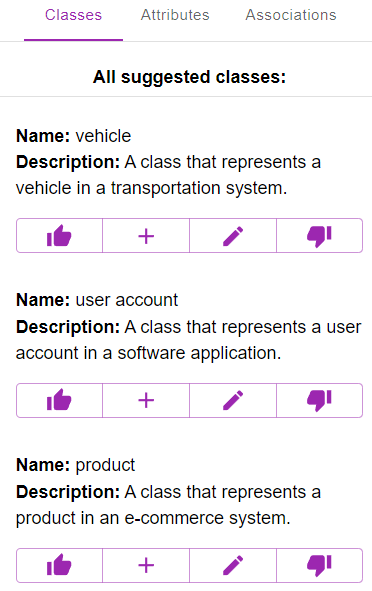 Classes Attributes Associations
All suggested classes:
Name: vehicle
Description: A class that represents a
vehicle in a transportation system.
Name: user account
Description: A class that represents a user
account in a software application.
Name: product
Description: A class that represents a
product in an e-commerce system.